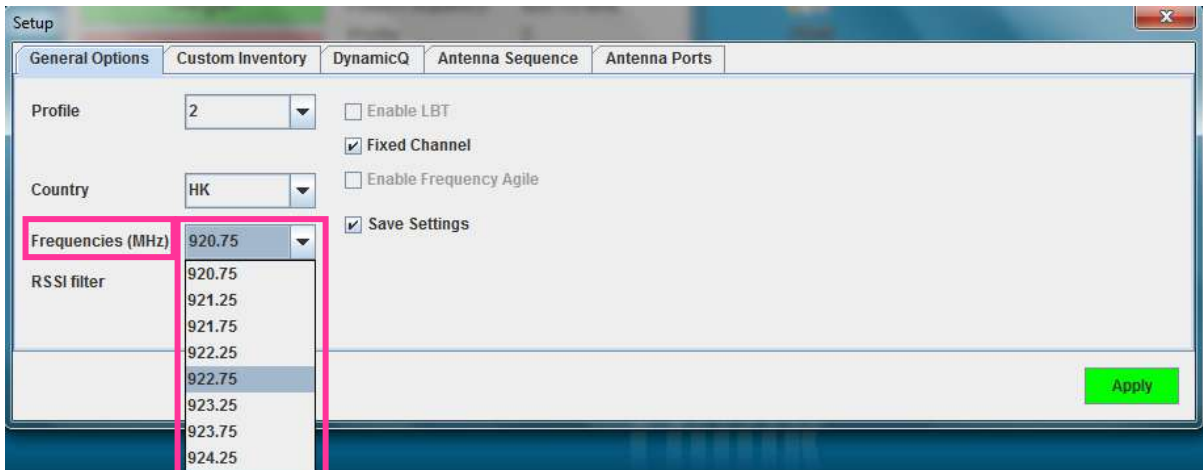 Setup
X
General Options Custom Inventory DynamicQ Antenna Sequence Antenna Ports
Profile 2 Enable LBT
Fixed Channel
Country HK Enable Frequency Agile
Frequencies (MHz) 920.75 Save Settings
RSSI filter
920.75
921.25
921.75
922.25
922.75
923.25
923.75
924.25
Apply